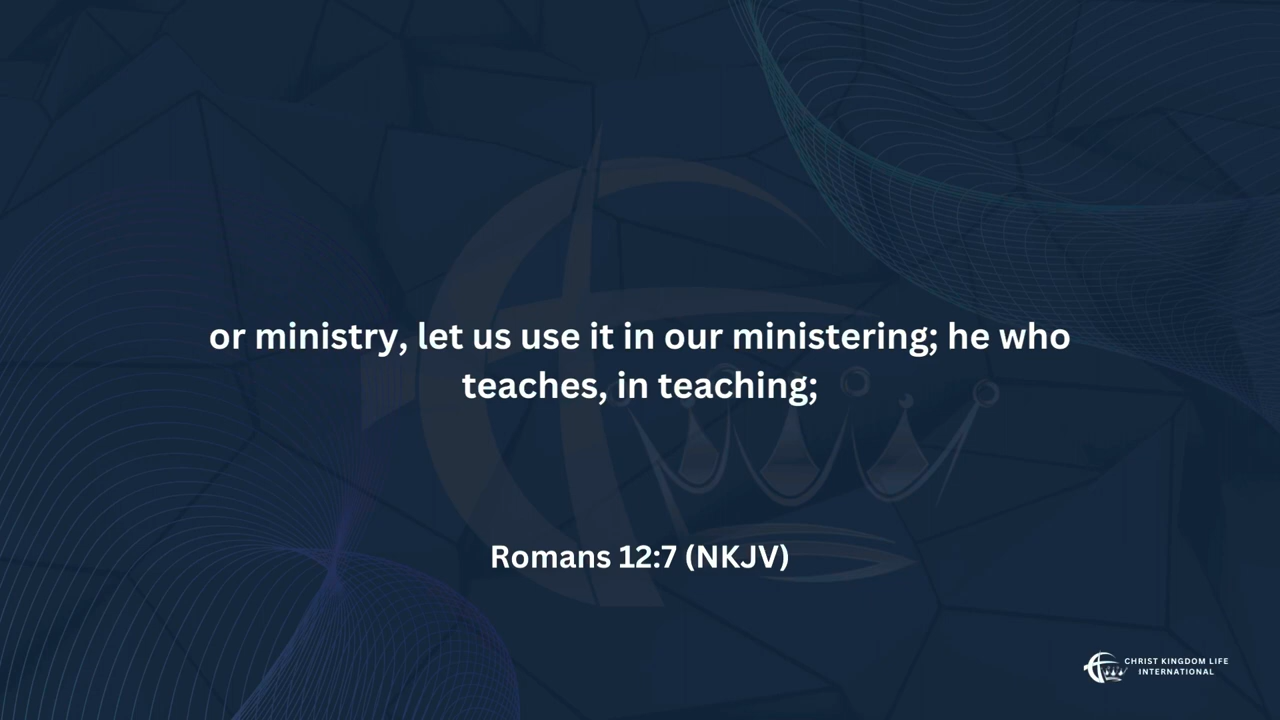 or ministry, let us use it in our ministering; he who
teaches, in teaching;
Romans 12:7 (NKJV)
CHRIST KINGDOM LIFE
INTERNATIONAL